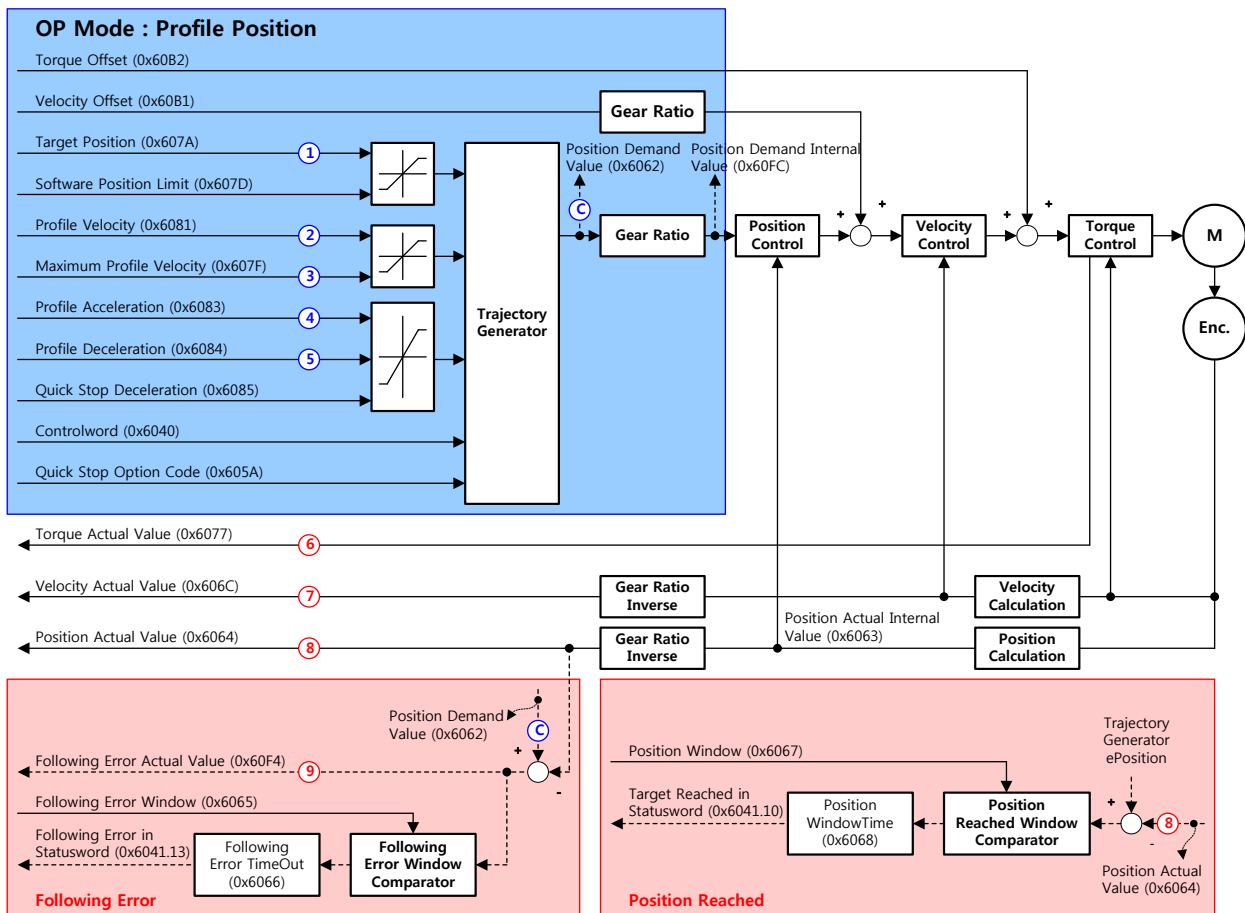 OP Mode : Profile Position
Torque Offset (0x60B2)
Velocity Offset (0x60B1)
Gear Ratio
Target Position (0x607A)
1
Position Demand
Value (0x6062)
Position Demand Internal
Value (0x60FC)
Software Position Limit (0x607D)
C
Profile Velocity (0x6081)
2
Gear Ratio
Position
Control
+
+
Velocity
Control
+
+
Torque
Control
M
Maximum Profile Velocity (0x607F)
3
Profile Acceleration (0x6083)
4
Trajectory
Generator
Enc.
Profile Deceleration (0x6084)
5
Quick Stop Deceleration (0x6085)
Controlword (0x6040)
Quick Stop Option Code (0x605A)
Torque Actual Value (0x6077)
6
Velocity Actual Value (0x606C)
7
Gear Ratio
Inverse
Velocity
Calculation
Position Actual Value (0x6064)
8
Gear Ratio
Inverse
Position Actual Internal
Value (0x6063)
Position
Calculation
Position Demand
Value (0x6062)
C
+
-
Following Error Actual Value (0x60F4)
9
Following Error Window (0x6065)
Following Error in
Statusword (0x6041.13)
Following
Error TimeOut
(0x6066)
Following
Error Window
Comparator
Following Error
Trajectory
Generator
ePosition
Position Window (0x6067)
Target Reached in
Statusword (0x6041.10)
Position
WindowTime
(0x6068)
Position
Reached Window
Comparator
+
-
8
Position Actual
Value (0x6064)
Position Reached